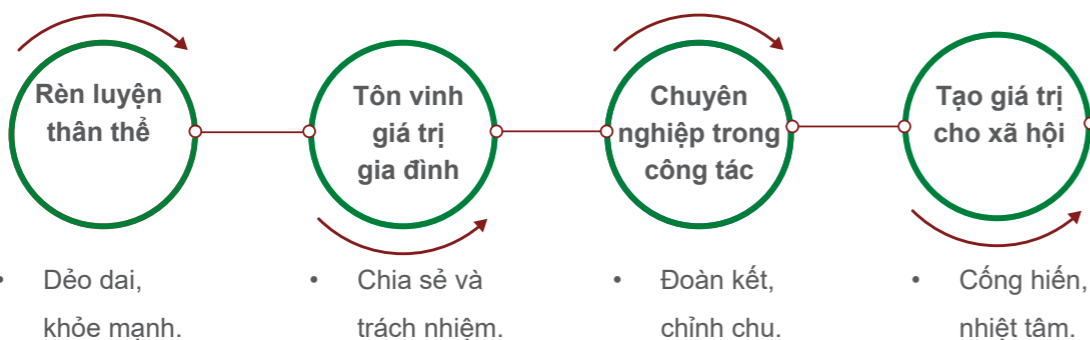 Rèn luyện
thân thể
Tôn vinh
giá trị
gia đình
Chuyên
nghiệp trong
công tác
Tạo giá trị
cho xã hội
• Dẻo dai,
khỏe mạnh.
• Chia sẻ và
trách nhiệm.
• Đoàn kết,
chỉnh chu.
• Cống hiến,
nhiệt tâm.